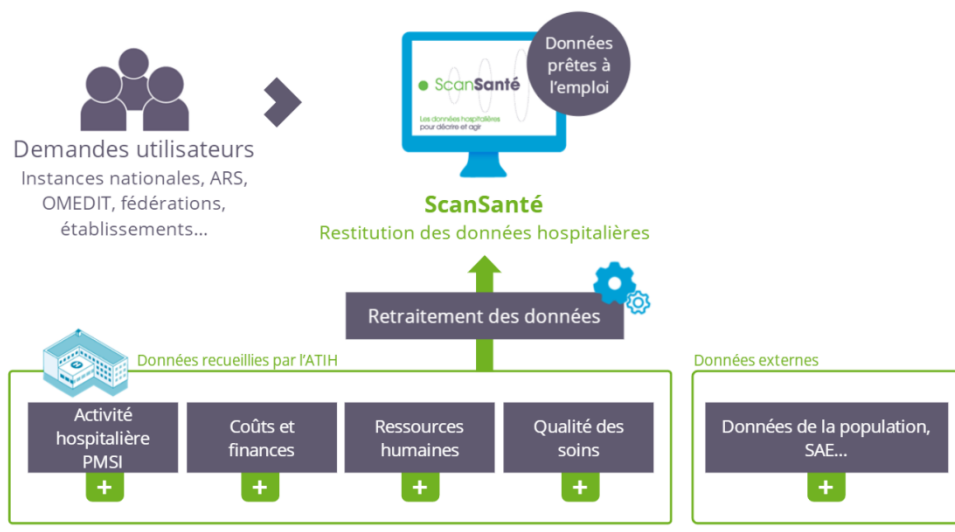 Données
prêtes à
l'emploi
ScanSanté
Les données hospitalières
pour décrire et agir
Demandes utilisateurs
Instances nationales, ARS,
OMEDIT, fédérations,
établissements...
ScanSanté
Restitution des données hospitalières
Retraitement des données
Données recueillies par l'ATIH
Données externes
Activité
hospitalière
PMSI
+
Coûts et
finances
+
Ressources
humaines
+
Qualité des
soins
+
Données de la population,
SAE...
+